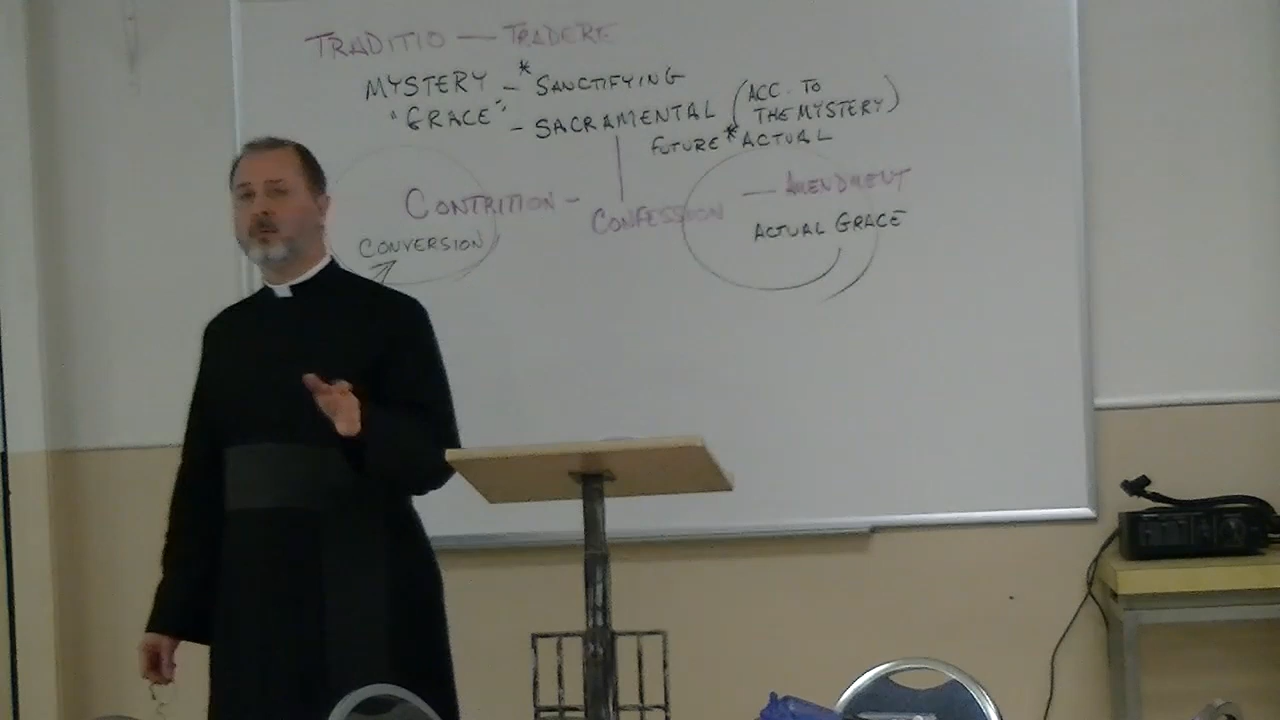 TRADITIO — TRADERE
MYSTERY - * SANCTIFYING
"GRACE" - SACRAMENTAL (ACC. TO THE MYSTERY)
FUTURE * ACTUAL
CONTRITION - CONFESSION — AMENDMENT
CONVERSION ACTUAL GRACE